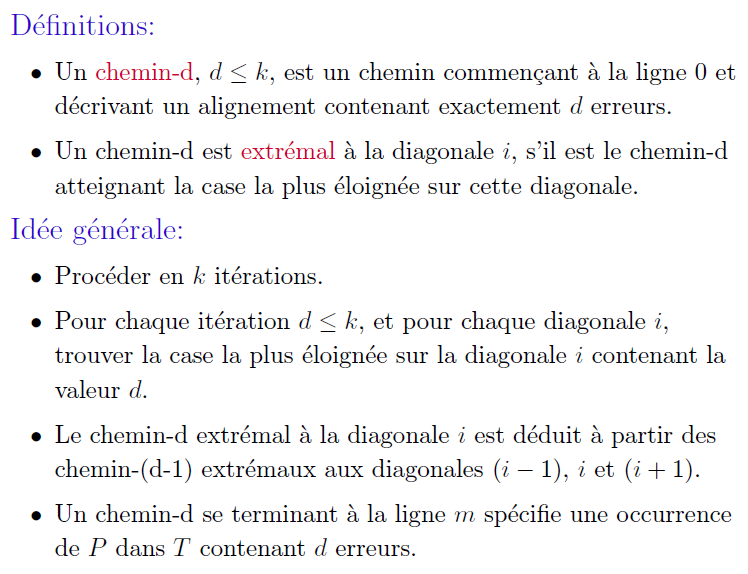 Définitions:
• Un chemin-d, d ≤ k, est un chemin commençant à la ligne 0 et
décrivant un alignement contenant exactement d erreurs.
• Un chemin-d est extrémal à la diagonale i, s'il est le chemin-d
atteignant la case la plus éloignée sur cette diagonale.
Idée générale:
• Procéder en k itérations.
• Pour chaque itération d ≤ k, et pour chaque diagonale i,
trouver la case la plus éloignée sur la diagonale i contenant la
valeur d.
• Le chemin-d extrémal à la diagonale i est déduit à partir des
chemin-(d-1) extrémaux aux diagonales (i − 1), i et (i + 1).
• Un chemin-d se terminant à la ligne m spécifie une occurrence
de P dans T contenant d erreurs.